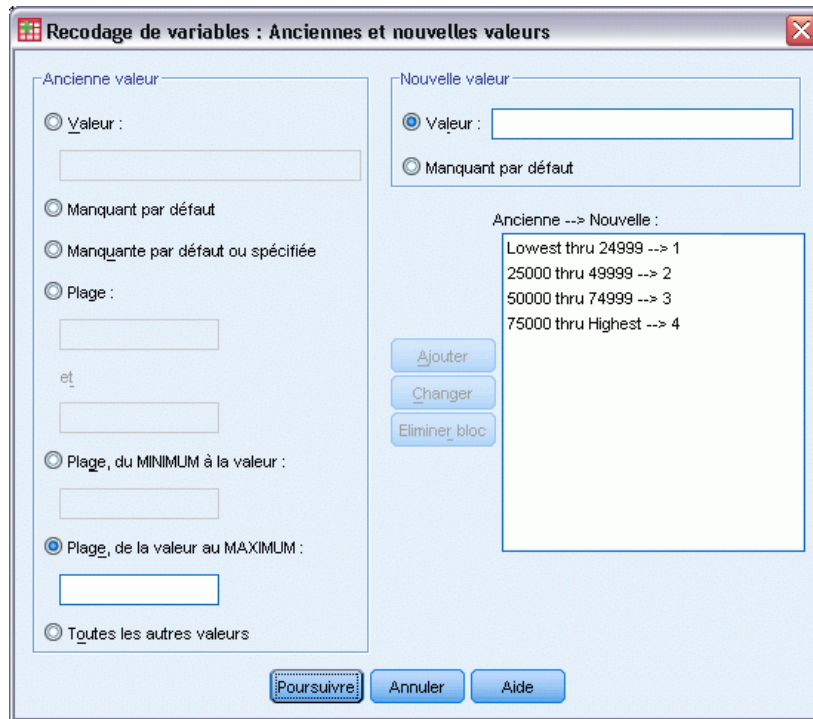 Recodage de variables : Anciennes et nouvelles valeurs
Ancienne valeur
Valeur :
Manquant par défaut
Manquante par défaut ou spécifiée
Plage :
et
Plage, du MINIMUM à la valeur :
Plage, de la valeur au MAXIMUM :
Toutes les autres valeurs
Nouvelle valeur
Valeur :
Manquant par défaut
Ancienne --> Nouvelle :
Lowest thru 24999 --> 1
25000 thru 49999 --> 2
50000 thru 74999 --> 3
75000 thru Highest --> 4
Ajouter
Changer
Eliminer bloc
Poursuivre
Annuler
Aide